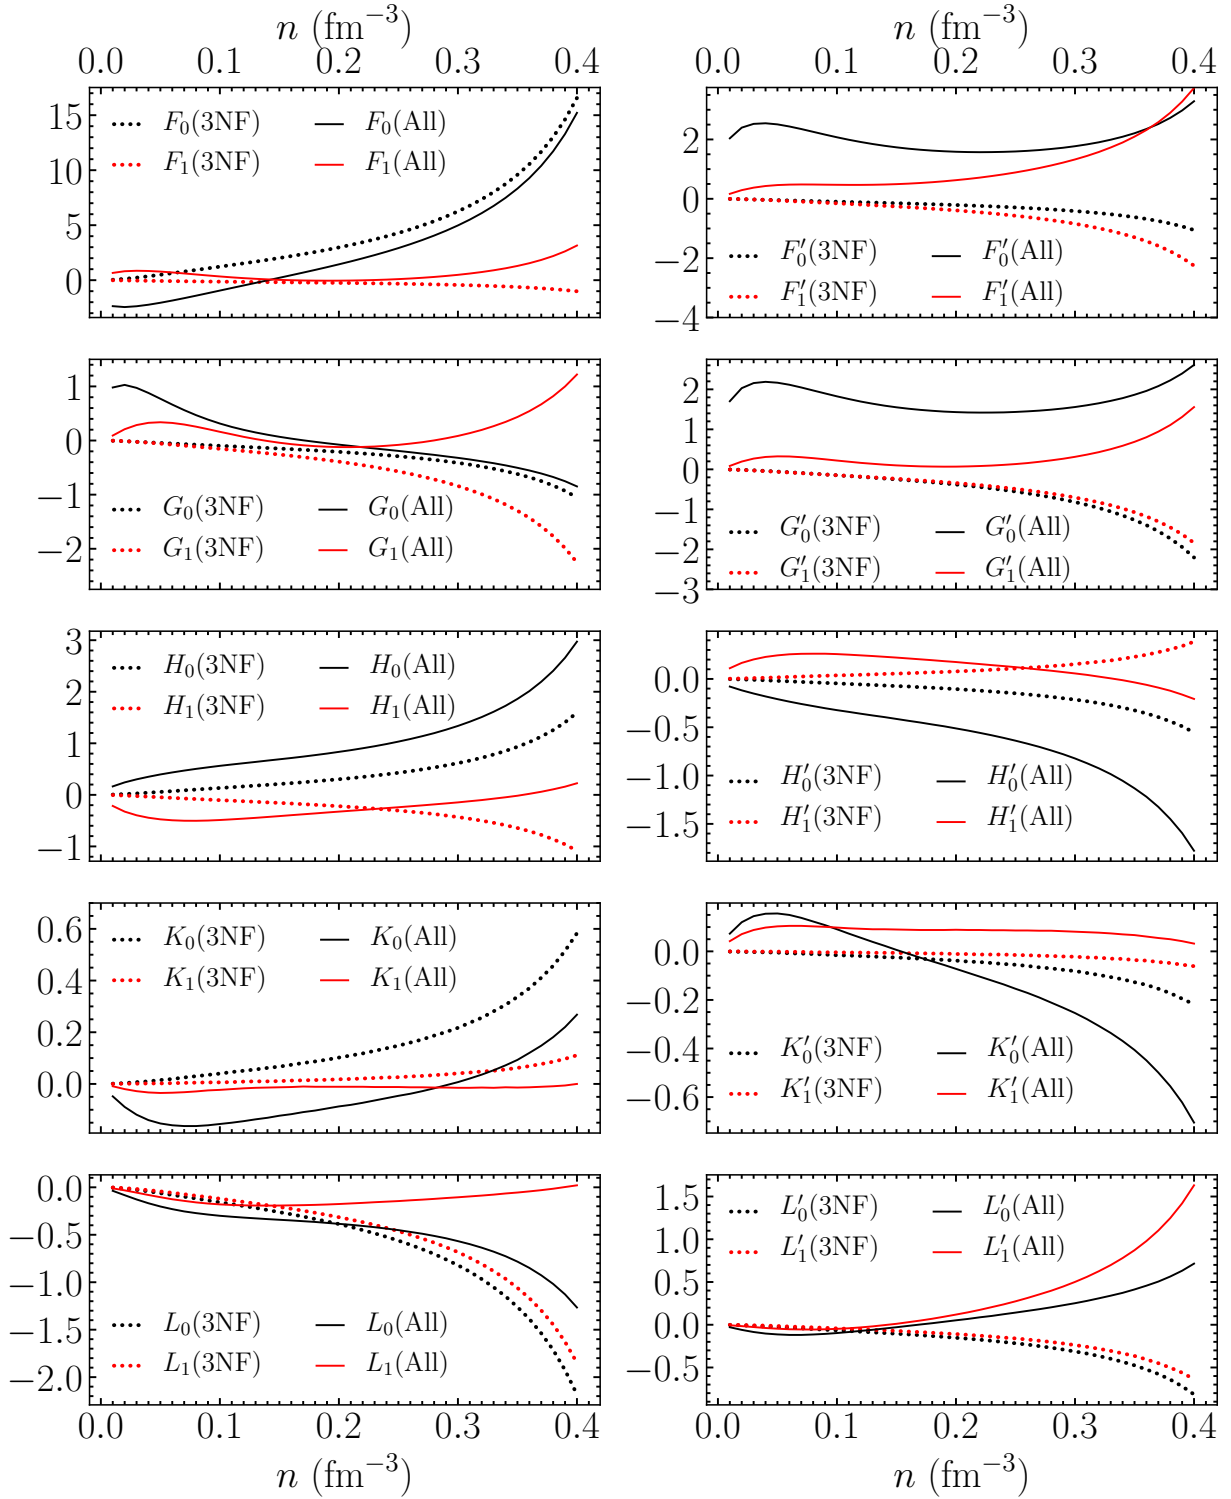 n (fm⁻³) n (fm⁻³)
0.0 0.1 0.2 0.3 0.4 0.0 0.1 0.2 0.3 0.4
15
10
5
0
F₀(3NF) F₀(All)
F₁(3NF) F₁(All)
2
0
−2
−4
F′₀(3NF) F′₀(All)
F′₁(3NF) F′₁(All)
1
0
−1
−2
G₀(3NF) G₀(All)
G₁(3NF) G₁(All)
2
1
0
−1
−2
−3
G′₀(3NF) G′₀(All)
G′₁(3NF) G′₁(All)
3
2
1
0
−1
H₀(3NF) H₀(All)
H₁(3NF) H₁(All)
0.0
−0.5
−1.0
−1.5
H′₀(3NF) H′₀(All)
H′₁(3NF) H′₁(All)
0.6
0.4
0.2
0.0
K₀(3NF) K₀(All)
K₁(3NF) K₁(All)
0.0
−0.2
−0.4
−0.6
K′₀(3NF) K′₀(All)
K′₁(3NF) K′₁(All)
0.0
−0.5
−1.0
−1.5
−2.0
L₀(3NF) L₀(All)
L₁(3NF) L₁(All)
1.5
1.0
0.5
0.0
−0.5
L′₀(3NF) L′₀(All)
L′₁(3NF) L′₁(All)
0.0 0.1 0.2 0.3 0.4 0.0 0.1 0.2 0.3 0.4
n (fm⁻³) n (fm⁻³)